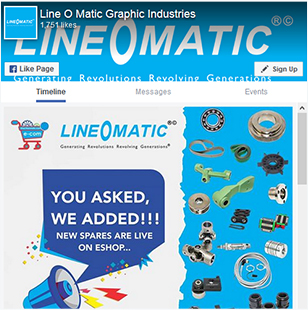 Line O Matic Graphic Industries
1,751 likes
LINEOMATIC
LINEOMATIC ®©
Generating Revolutions Revolving Generations
Like Page
Sign Up
Timeline
Messages
Events
e-com
LINEOMATIC ®©
Generating Revolutions Revolving Generations®
YOU ASKED,
WE ADDED!!!
NEW SPARES ARE LIVE
ON ESHOP...